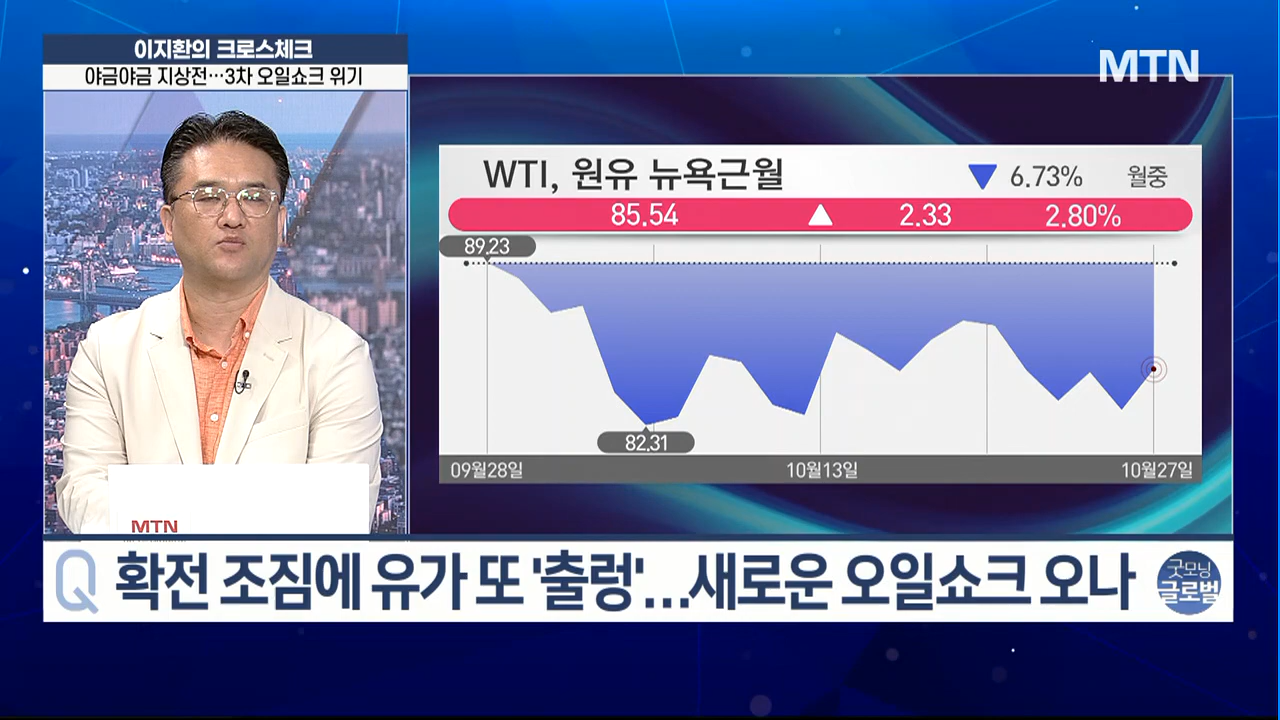 이지환의 크로스체크
야금야금 지상전…3차 오일쇼크 위기
MTN
WTI, 원유 뉴욕근월 ▼ 6.73% 월중
85.54 ▲ 2.33 2.80%
89.23
82.31
09월28일 10월13일 10월27일
MTN
Q 확전 조짐에 유가 또 '출렁'...새로운 오일쇼크 오나
굿모닝
글로벌